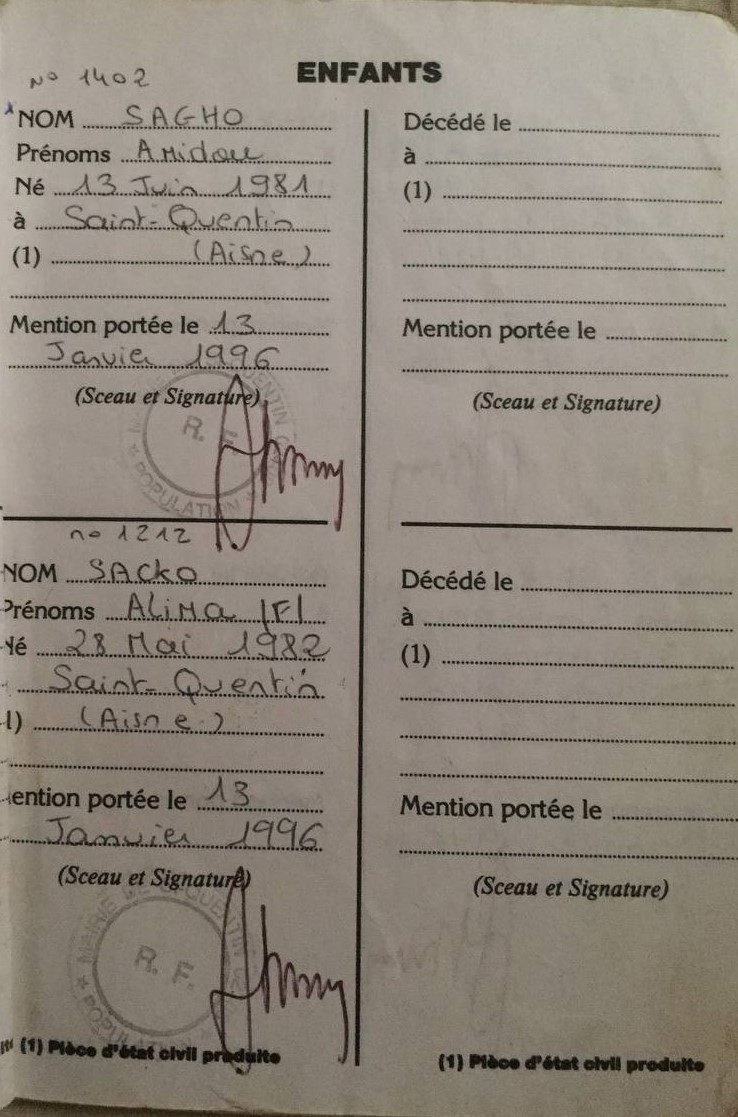 ENFANTS
N° 1402
NOM SAGHO
Prénoms Amidou
Né 13 Juin 1981
à Saint-Quentin
(1) (Aisne)
Mention portée le 13
Janvier 1996
(Sceau et Signature)
R. F.
POPULATION
n° 1212
NOM SACKO
Prénoms ALIMA
Né 28 Mai 1982
Saint-Quentin
1) (Aisne)
ention portée le 13
Janvier 1996
(Sceau et Signature)
MAIRIE
QUENTIN
R. F.
(1) Pièce d'état civil produite
Décédé le
à
(1)
Mention portée le
(Sceau et Signature)
Décédé le
à
(1)
Mention portée le
(Sceau et Signature)
(1) Pièce d'état civil produite